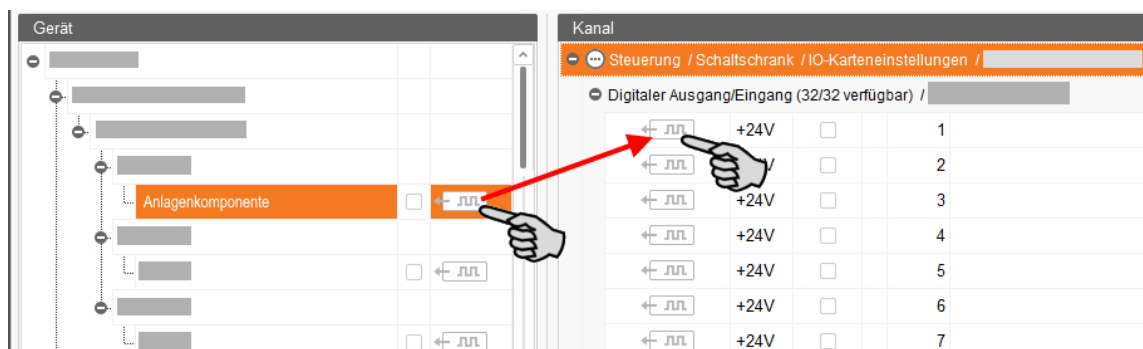 Gerät
Anlagenkomponente
Kanal
Steuerung / Schaltschrank / IO-Karteneinstellungen /
Digitaler Ausgang/Eingang (32/32 verfügbar) /
+24V 1
V 2
+24V 3
+24V 4
+24V 5
+24V 6
+24V 7